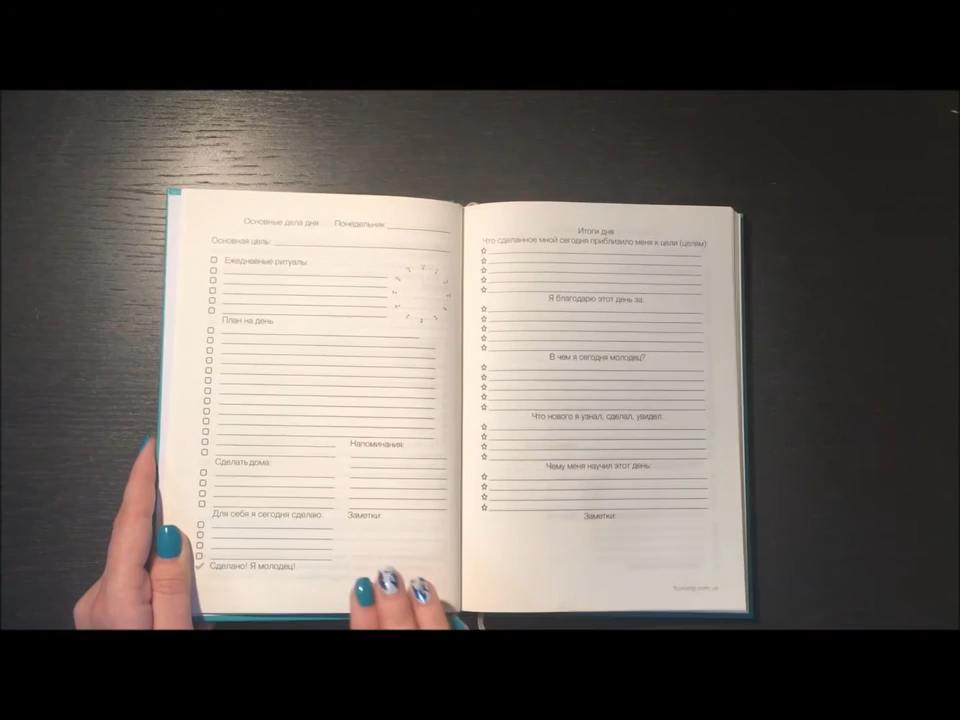 Основные дела дня Понедельник
Основная цель:
Ежедневные ритуалы
План на день
Напоминания:
Сделать дома:
Для себя я сегодня сделаю:
Заметки:
Сделано! Я молодец!
Итоги дня
Что сделанное мной сегодня приблизило меня к цели (целям)
Я благодарю этот день за:
В чем я сегодня молодец?
Что нового я узнал, сделал, увидел:
Чему меня научил этот день:
Заметки: